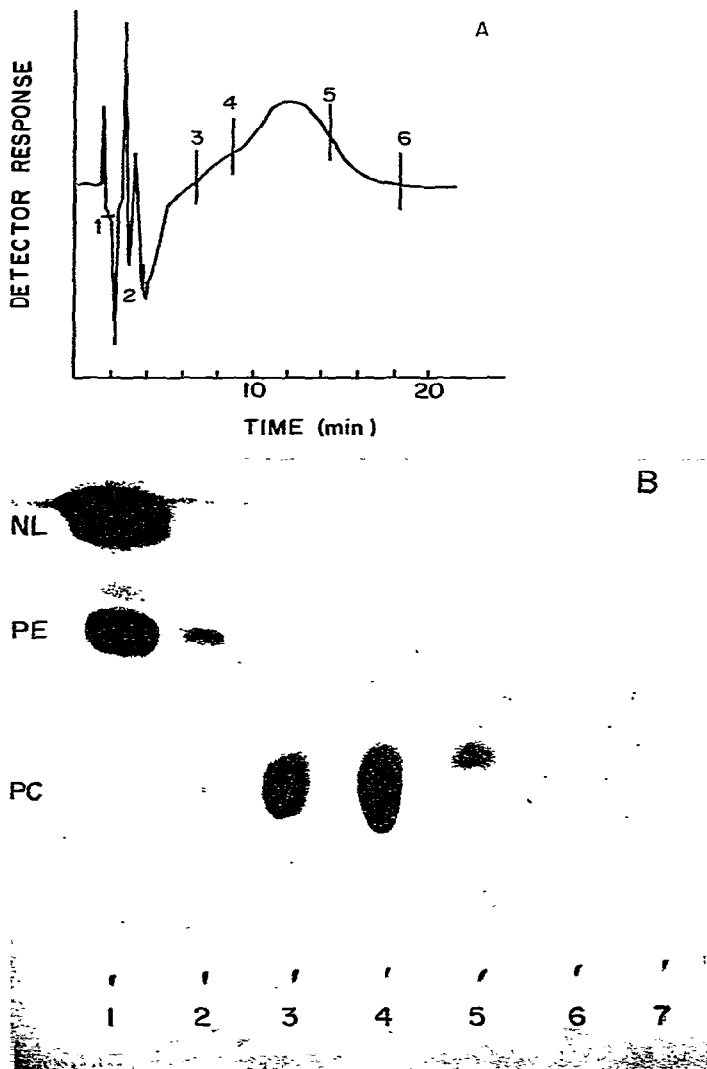 A
DETECTOR RESPONSE
1
2
3
4
5
6
10
20
TIME (min)
B
NL
PE
PC
1 2 3 4 5 6 7